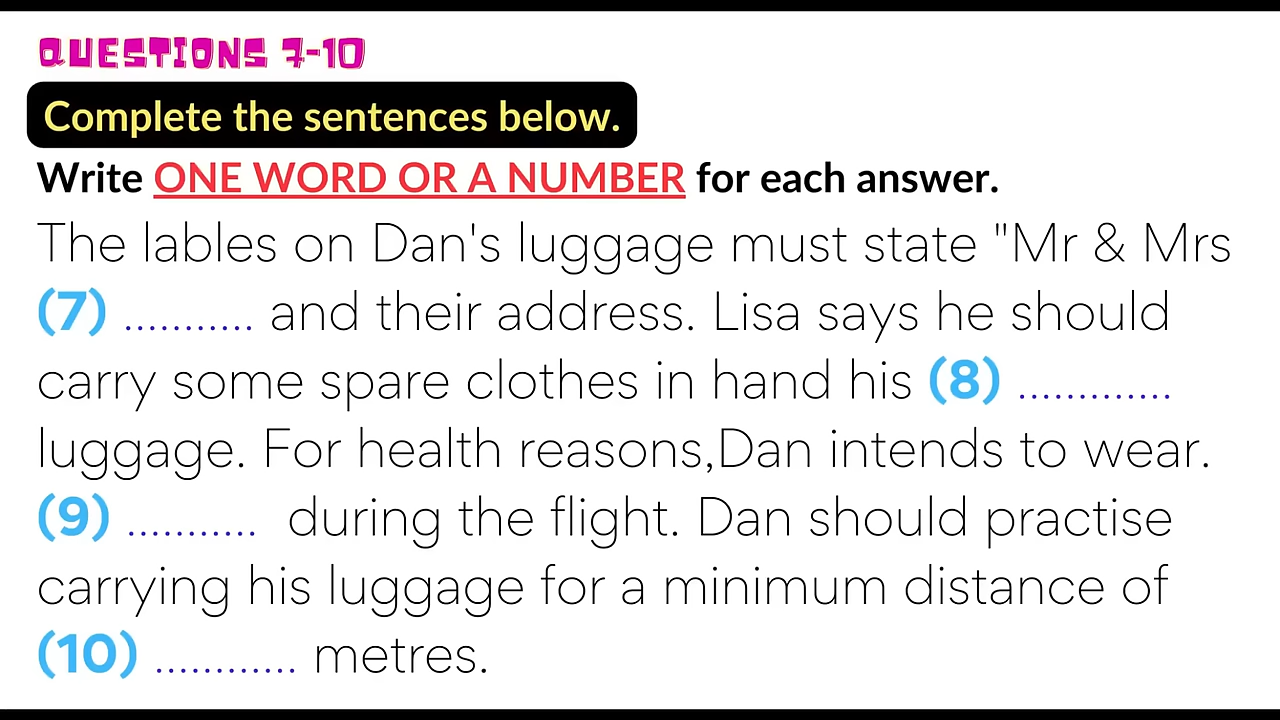 QUESTIONS 7-10
Complete the sentences below.
Write ONE WORD OR A NUMBER for each answer.
The lables on Dan's luggage must state "Mr & Mrs
(7) ........... and their address. Lisa says he should
carry some spare clothes in hand his (8) .............
luggage. For health reasons,Dan intends to wear.
(9) ........... during the flight. Dan should practise
carrying his luggage for a minimum distance of
(10) ............ metres.